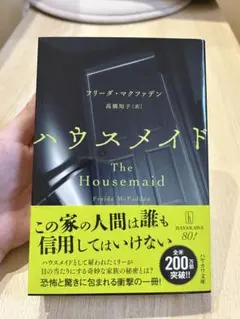 フリーダ・マクファデン
高橋知子[訳]
ハウスメイド
The
Housemaid
Freida McFadden
この家の人間は誰も
信用してはいけない
ハウスメイドとして雇われたミリーが
目の当たりにする奇妙な家族の秘密とは?
恐怖と驚きに包まれる衝撃の一冊!
h
HAYAKAWA
80!
全米
200万部
突破!!
ハヤカワ文庫